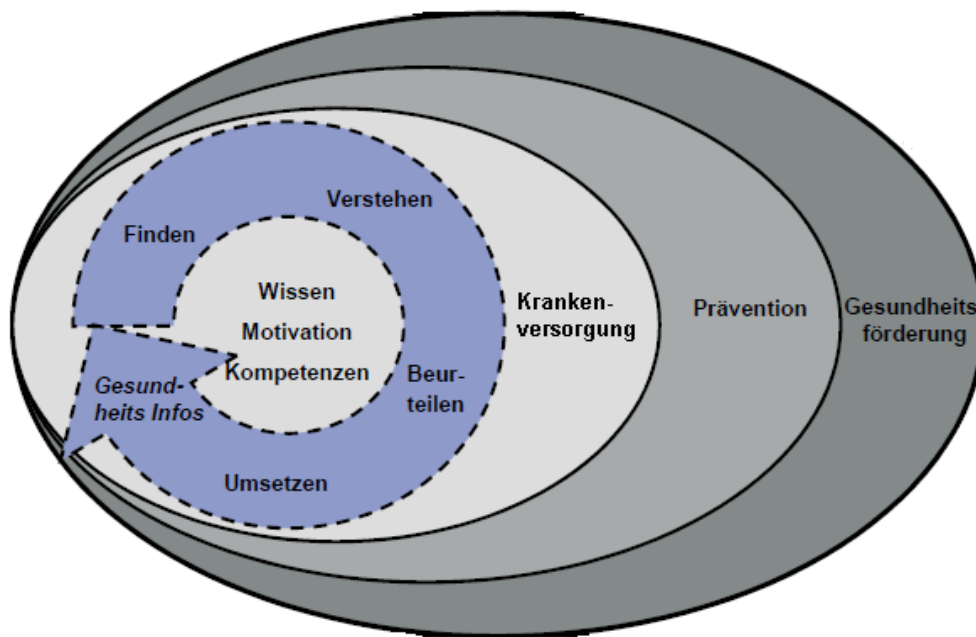 Verstehen
Finden
Wissen
Motivation
Kompetenzen
Gesund-
heits Infos
Beur-
teilen
Umsetzen
Kranken-
versorgung
Prävention
Gesundheits
förderung